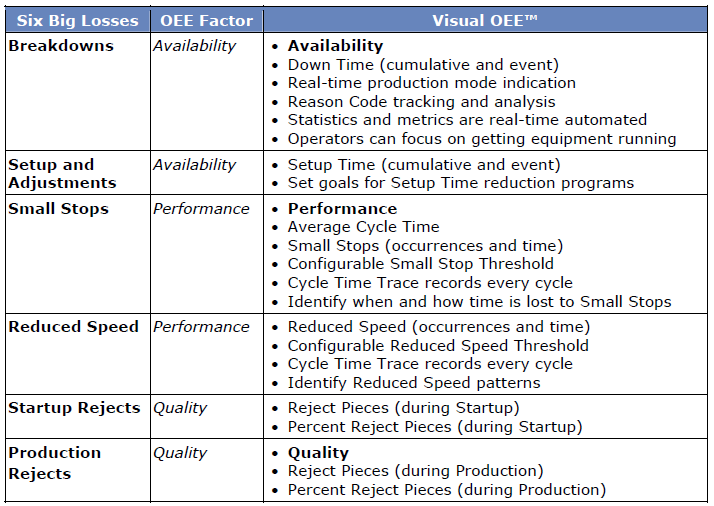 Six Big Losses OEE Factor Visual OEE™
Breakdowns Availability • Availability
• Down Time (cumulative and event)
• Real-time production mode indication
• Reason Code tracking and analysis
• Statistics and metrics are real-time automated
• Operators can focus on getting equipment running
Setup and Availability • Setup Time (cumulative and event)
Adjustments • Set goals for Setup Time reduction programs
Small Stops Performance • Performance
• Average Cycle Time
• Small Stops (occurrences and time)
• Configurable Small Stop Threshold
• Cycle Time Trace records every cycle
• Identify when and how time is lost to Small Stops
Reduced Speed Performance • Reduced Speed (occurrences and time)
• Configurable Reduced Speed Threshold
• Cycle Time Trace records every cycle
• Identify Reduced Speed patterns
Startup Rejects Quality • Reject Pieces (during Startup)
• Percent Reject Pieces (during Startup)
Production Quality • Quality
Rejects • Reject Pieces (during Production)
• Percent Reject Pieces (during Production)